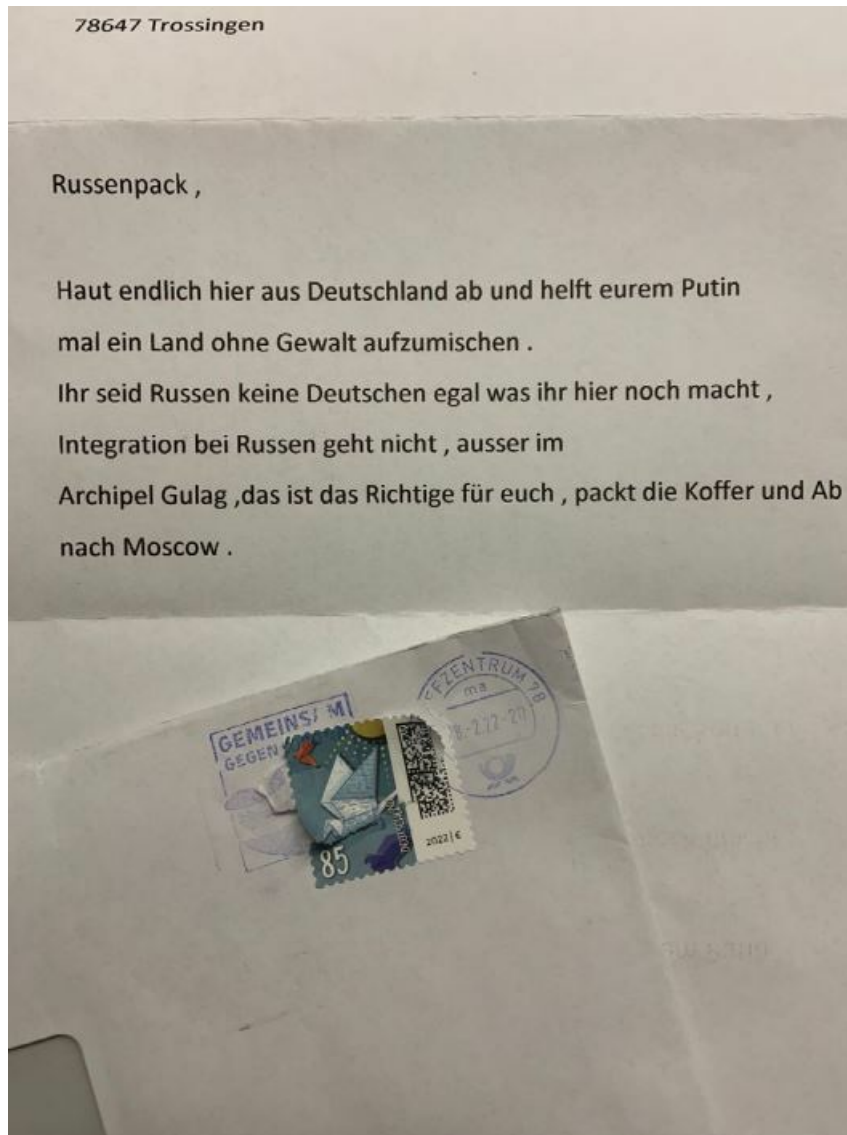 78647 Trossingen
Russenpack ,
Haut endlich hier aus Deutschland ab und helft eurem Putin
mal ein Land ohne Gewalt aufzumischen .
Ihr seid Russen keine Deutschen egal was ihr hier noch macht ,
Integration bei Russen geht nicht , ausser im
Archipel Gulag ,das ist das Richtige für euch , packt die Koffer und Ab
nach Moscow .
GEGEN
ma
78
DEUTSCHLAND
2022 | €
85